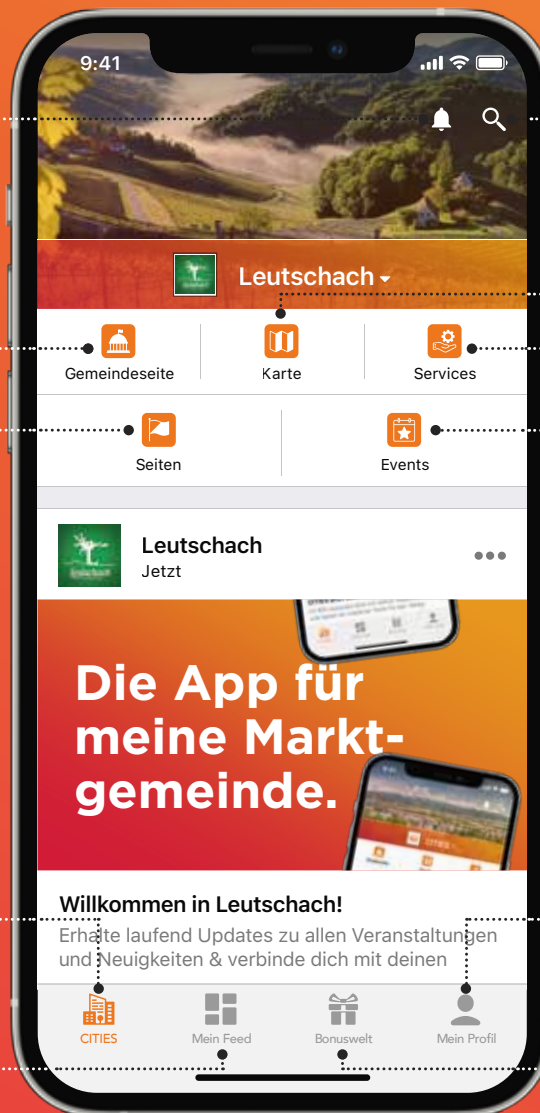 9:41
Leutschach
Gemeindeseite
Karte
Services
Seiten
Events
Leutschach
Jetzt
Die App für
meine Markt-
gemeinde.
CITIES
Willkommen in Leutschach!
Erhalte laufend Updates zu allen Veranstaltungen
und Neuigkeiten & verbinde dich mit deinen
CITIES
Mein Feed
Bonuswelt
Mein Profil